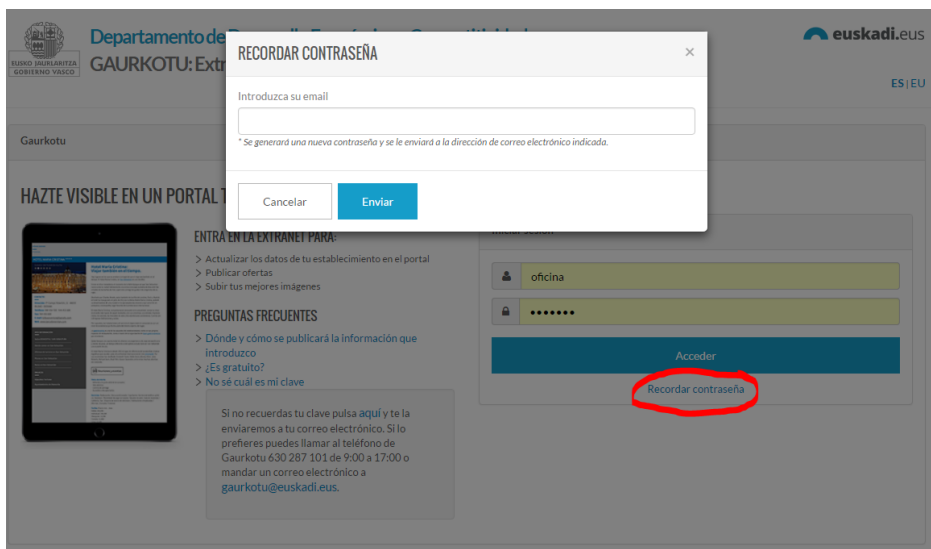 EUSKO JAURLARITZA
GOBIERNO VASCO
Departamento de
GAURKOTU: Extr
euskadi.eus
ES | EU
RECORDAR CONTRASEÑA
×
Introduzca su email
* Se generará una nueva contraseña y se le enviará a la dirección de correo electrónico indicada.
Cancelar
Enviar
Gaurkotu
HAZTE VISIBLE EN UN PORTAL T
ENTRA EN LA EXTRANET PARA:
> Actualizar los datos de tu establecimiento en el portal
> Publicar ofertas
> Subir tus mejores imágenes
PREGUNTAS FRECUENTES
> Dónde y cómo se publicará la información que
introduzco
> ¿Es gratuito?
> No sé cuál es mi clave
Si no recuerdas tu clave pulsa aquí y te la
enviaremos a tu correo electrónico. Si lo
prefieres puedes llamar al teléfono de
Gaurkotu 630 287 101 de 9:00 a 17:00 o
mandar un correo electrónico a
gaurkotu@euskadi.eus.
Iniciar sesión
oficina
•••••••
Acceder
Recordar contraseña